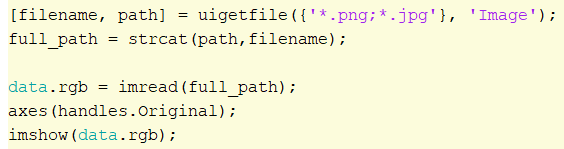 [filename, path] = uigetfile({'*.png;*.jpg'}, 'Image');
full_path = strcat(path,filename);
data.rgb = imread(full_path);
axes(handles.Original);
imshow(data.rgb);